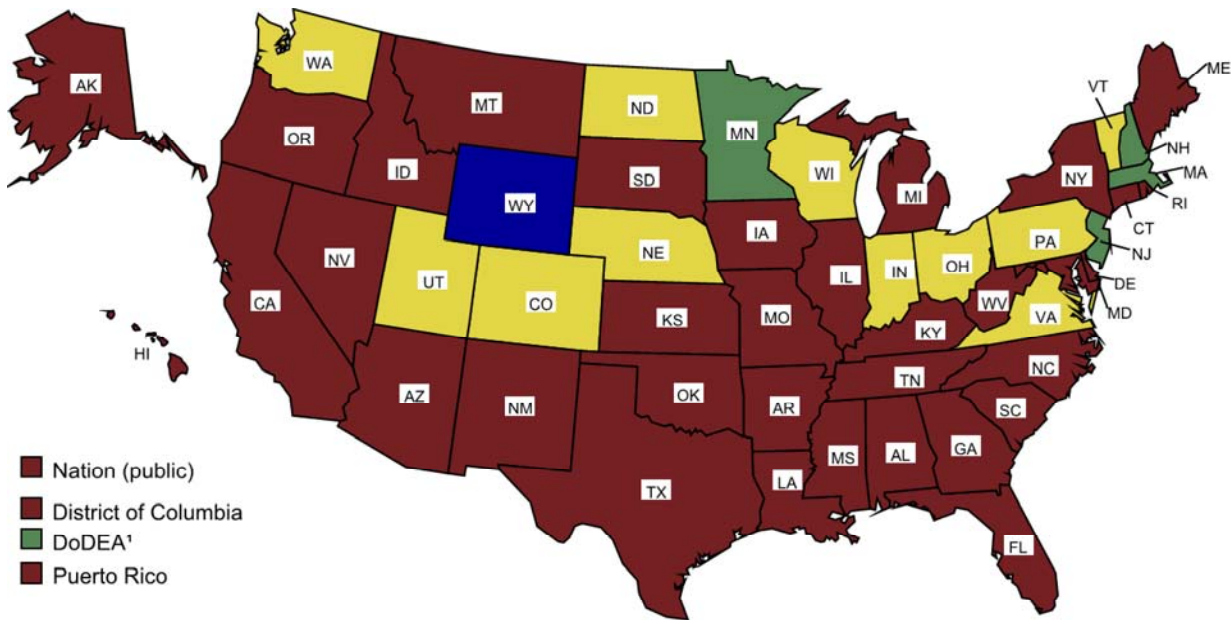 WA
AK
MT
ND
ME
VT
MN
OR
ID
SD
WI
NH
MA
NY
MI
WY
RI
CT
IA
PA
NE
NJ
NV
UT
IL
IN
OH
DE
CA
CO
WV
MD
KS
MO
VA
KY
HI
NC
TN
AZ
NM
OK
AR
SC
MS
AL
GA
LA
TX
FL
Nation (public)
District of Columbia
DoDEA¹
Puerto Rico